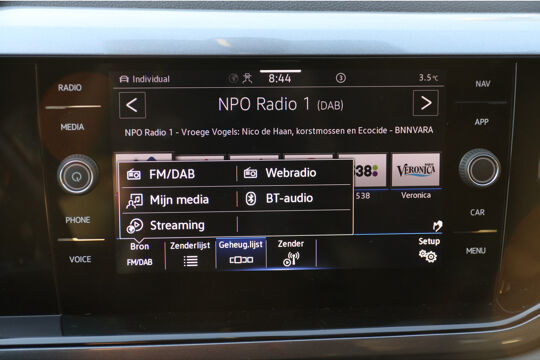 RADIO
MEDIA
PHONE
VOICE
Individual
8:44
3
3.5°C
NPO Radio 1 (DAB)
NPO Radio 1 - Vroege Vogels: Nico de Haan, korstmossen en Ecocide - BNNVARA
FM/DAB
Webradio
Mijn media
BT-audio
Streaming
38:
VERONICA
538
Veronica
Bron
FM/DAB
Zenderlijst
Geheug.lijst
Zender
Setup
NAV
APP
CAR
MENU